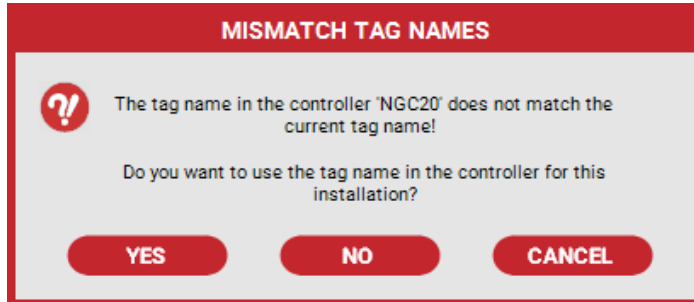 MISMATCH TAG NAMES
?!
The tag name in the controller 'NGC20' does not match the
current tag name!
Do you want to use the tag name in the controller for this
installation?
YES NO CANCEL